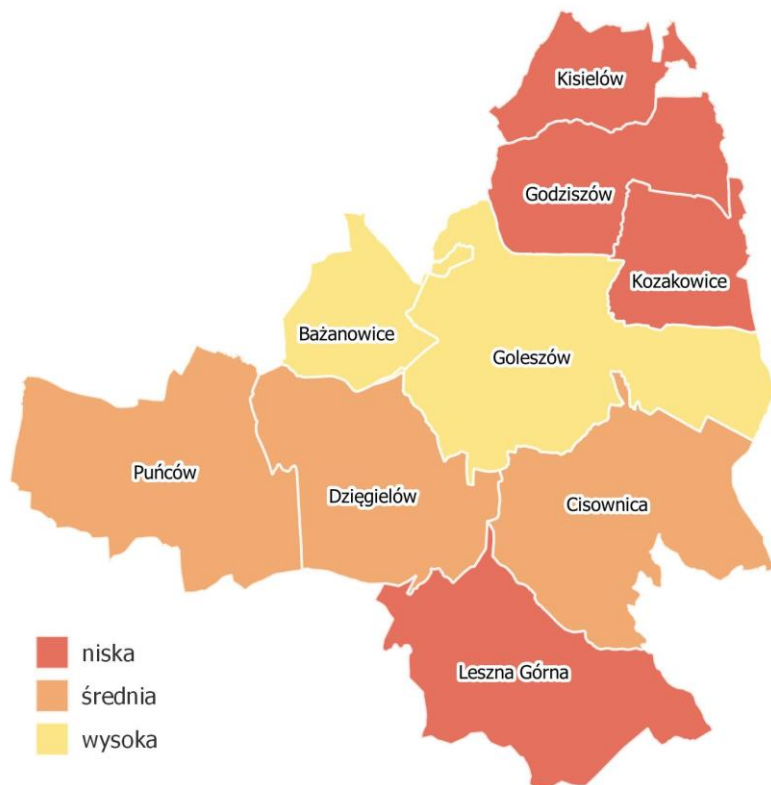 Kisielów
Godziszów
Kozakowice
Bażanowice
Goleszów
Puńców
Dzięgielów
Cisownica
Leszna Górna
niska
średnia
wysoka